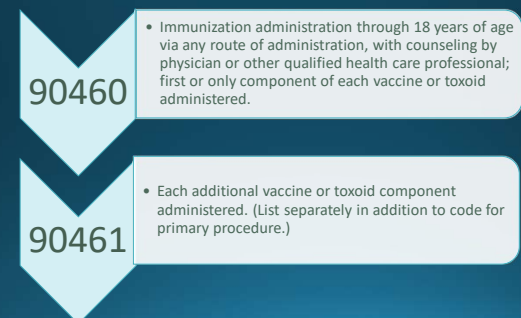 90460
• Immunization administration through 18 years of age
via any route of administration, with counseling by
physician or other qualified health care professional;
first or only component of each vaccine or toxoid
administered.
90461
• Each additional vaccine or toxoid component
administered. (List separately in addition to code for
primary procedure.)